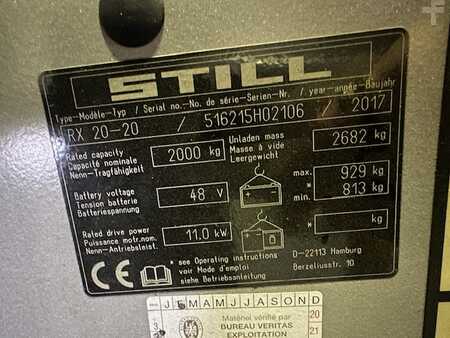 STILL
Type-Modèle-Typ / Serial no.-No. de série-Serien-Nr. / year-année-Baujahr
RX 20-20 / 516215H02106 / 2017
Rated capacity
Capacité nominale
Nenn-Tragfähigkeit
2000 kg
Unladen mass
Masse à vide
Leergewicht
2682 kg
Battery voltage
Tension batterie
Batteriespannung
48 V
max. 929 kg
*
min. 813 kg
Rated drive power
Puissance motr.nom.
Nenn-Antriebsleist.
11.0 kW
* kg
CE
* see Operating instructions
voir Mode d'emploi
siehe Betriebsanleitung
D-22113 Hamburg
Berzeliusstr. 10
J F M A M J J A S O N D
Matériel vérifié par
BUREAU VERITAS
EXPLOITATION
20
21